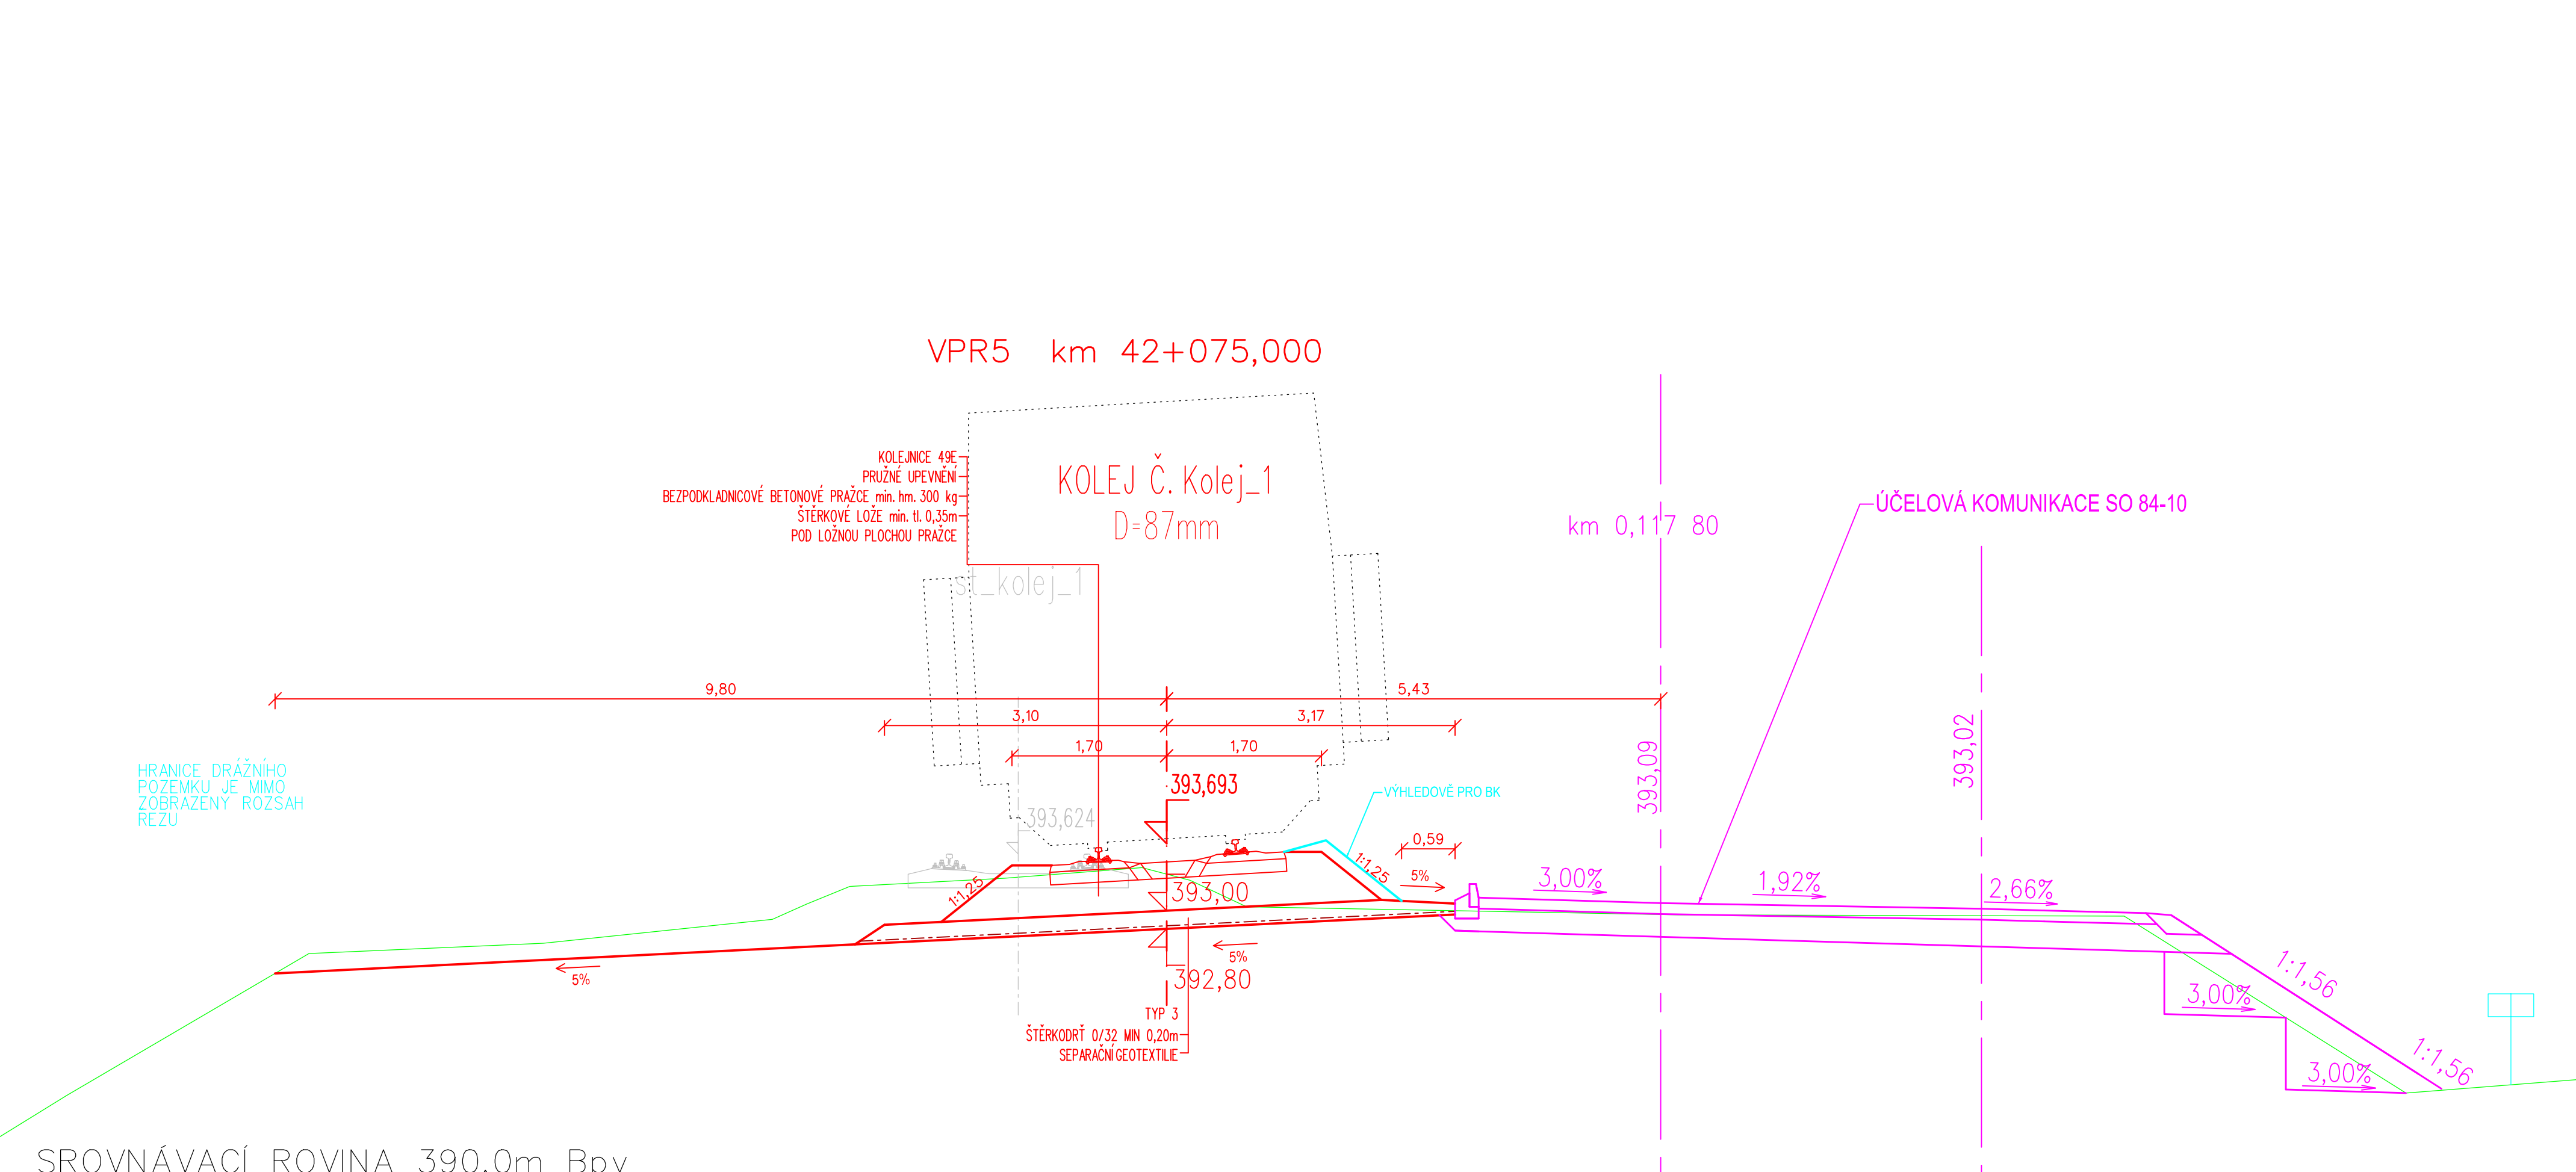 VPR5 km 42+075,000
KOLEJNICE 49E
PRUŽNÉ UPEVNĚNÍ
BEZPODKLADNICOVÉ BETONOVÉ PRAŽCE min. hm. 300 kg
ŠTĚRKOVÉ LOŽE min. tl. 0,35m
POD LOŽNOU PLOCHOU PRAŽCE
KOLEJ Č. Kolej_1
D=87mm
st_kolej_1
ÚČELOVÁ KOMUNIKACE SO 84-10
km 0,117 80
9,80
5,43
3,10
3,17
1,70
1,70
393,09
393,02
HRANICE DRÁŽNÍHO
POZEMKU JE MIMO
ZOBRAZENY ROZSAH
REZU
393,693
393,624
VÝHLEDOVĚ PRO BK
0,59
1:1,25
1:1,25
5%
393,00
3,00%
1,92%
2,66%
5%
5%
392,80
1:1,56
3,00%
TYP 3
ŠTĚRKODRŤ 0/32 MIN 0,20m
SEPARAČNÍ GEOTEXTILIE
3,00%
1:1,56
SROVNÁVACÍ ROVINA 390,0m Bpv